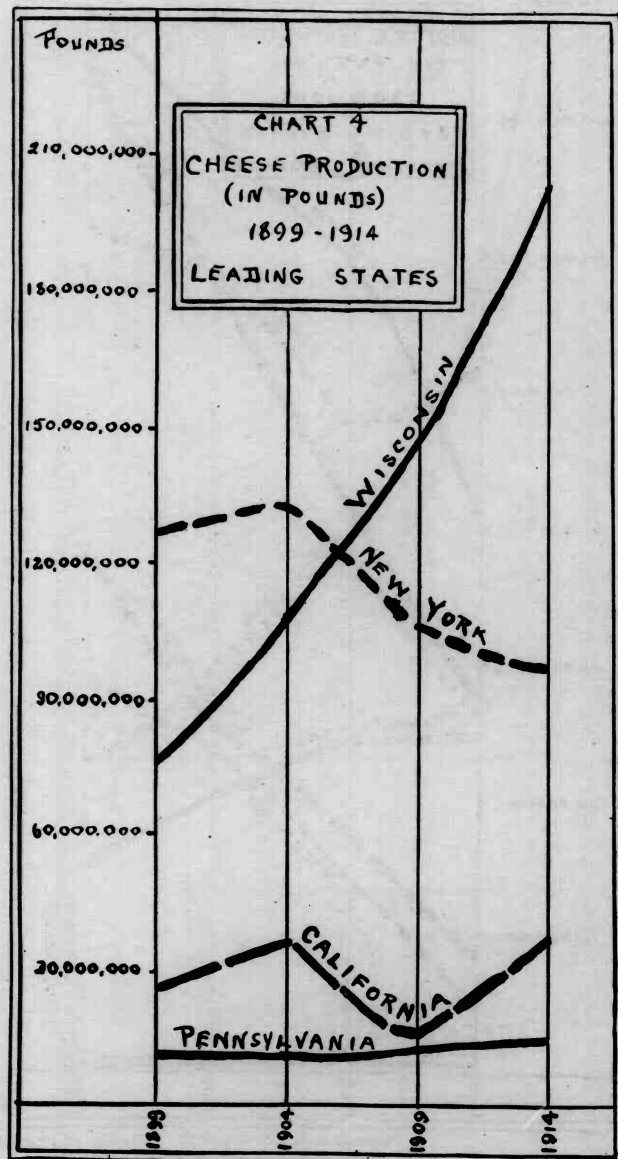 POUNDS
CHART 4
CHEESE PRODUCTION
(IN POUNDS)
1899-1914
LEADING STATES
210,000,000
180,000,000
150,000,000
120,000,000
90,000,000
60,000.000
30,000,000
WISCONSIN
NEW YORK
CALIFORNIA
PENNSYLVANIA
1899
1904
1909
1914